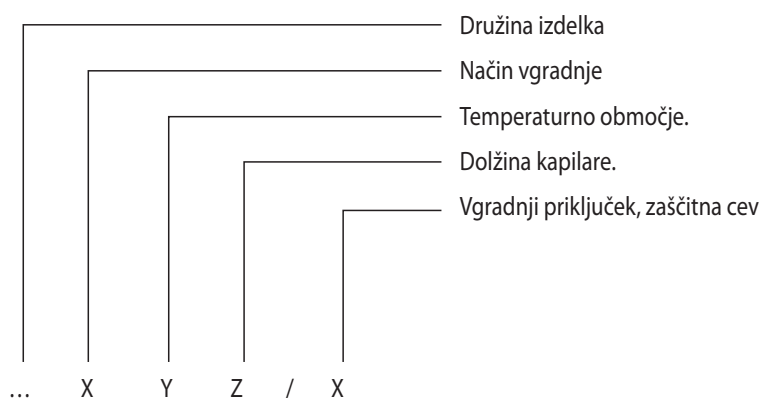 Družina izdelka
Način vgradnje
Temperaturno območje.
Dolžina kapilare.
Vgradnji priključek, zaščitna cev
... X Y Z / X